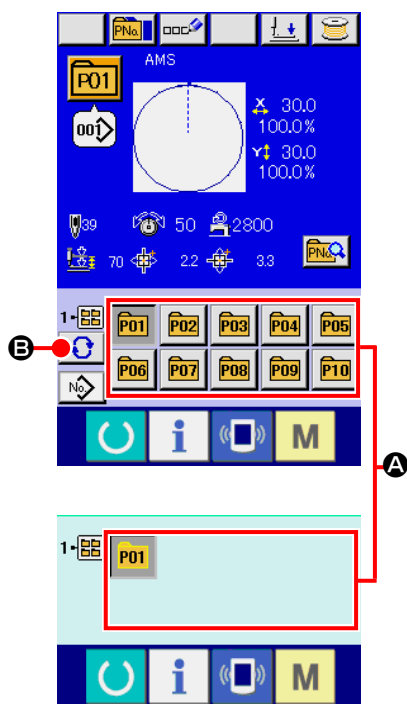 PNo.
AMS
P01
001
X 30.0
100.0%
Y 30.0
100.0%
39 50 2800
70 2.2 3.3
PNo.
1-
P01 P02 P03 P04 P05
B
P06 P07 P08 P09 P10
No.
i M
A
1-
P01
i M